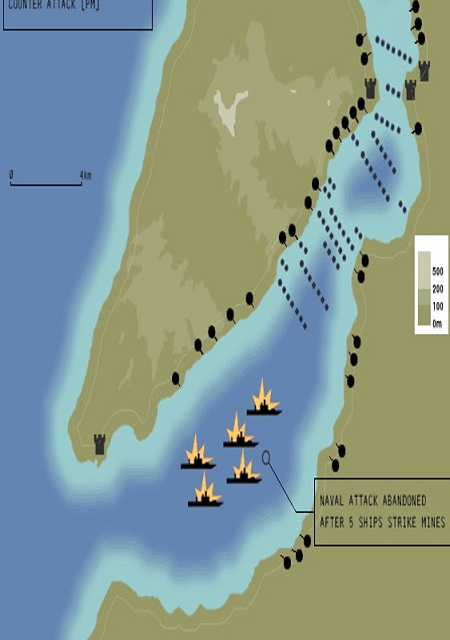 COUNTER ATTACK [PM]
0 4km
500
200
100
0m
NAVAL ATTACK ABANDONED
AFTER 5 SHIPS STRIKE MINES